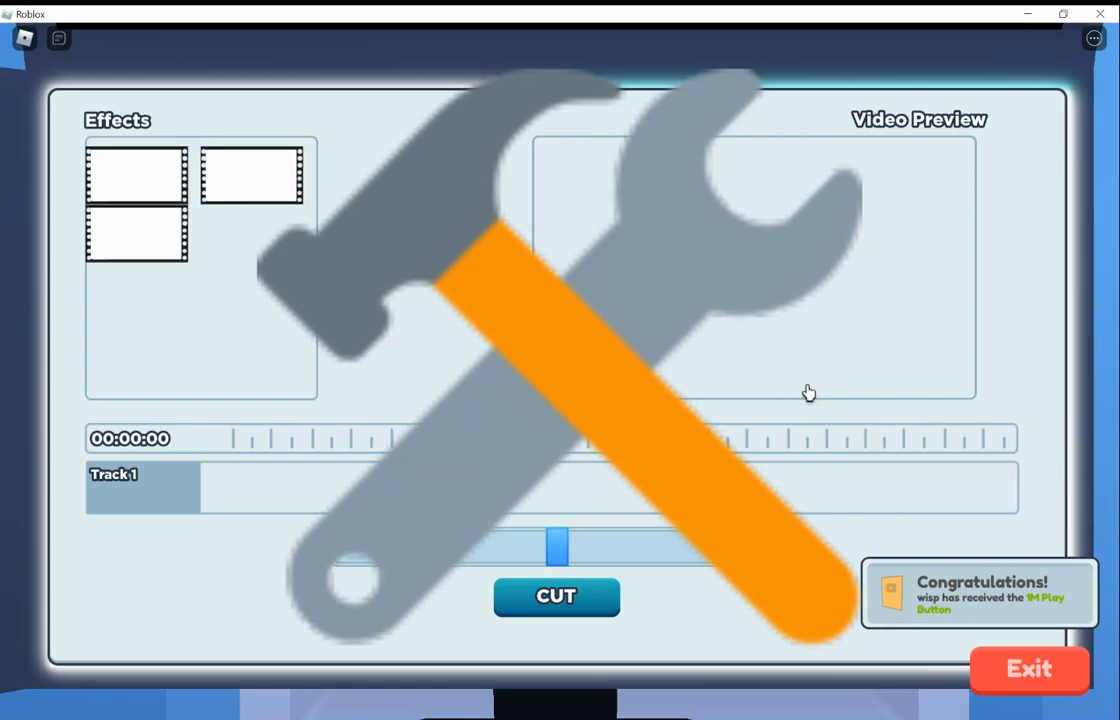 Roblox
Effects
Video Preview
00:00:00
Track 1
CUT
Congratulations!
wisp has received the 1M Play
Button
Exit